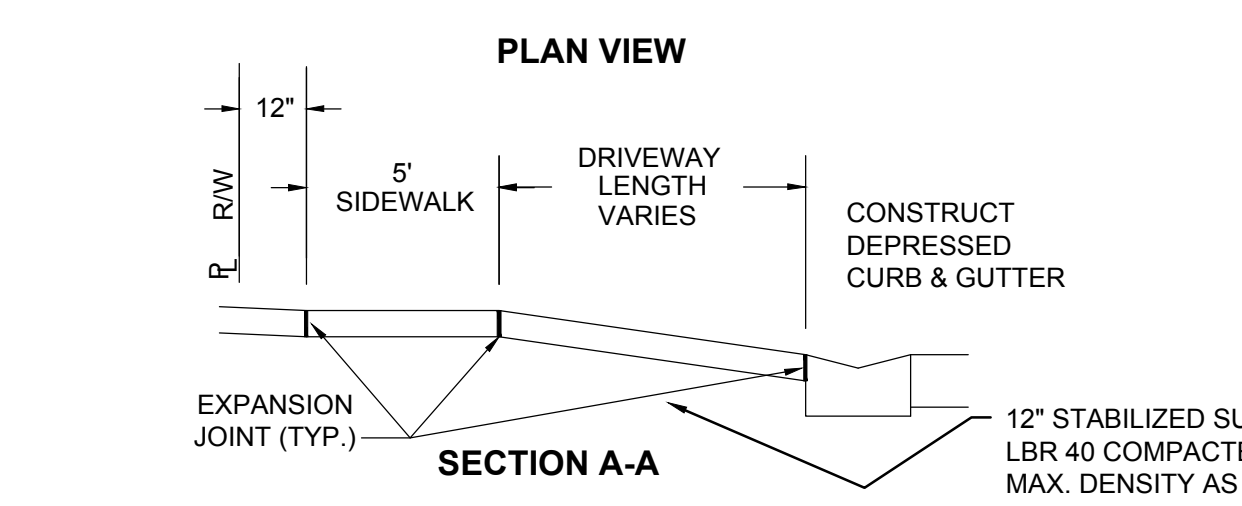 PLAN VIEW
12"
R/W
PL
5'
SIDEWALK
DRIVEWAY
LENGTH
VARIES
CONSTRUCT
DEPRESSED
CURB & GUTTER
EXPANSION
JOINT (TYP.)
SECTION A-A
12" STABILIZED
LBR 40
MAX. DENSITY AS